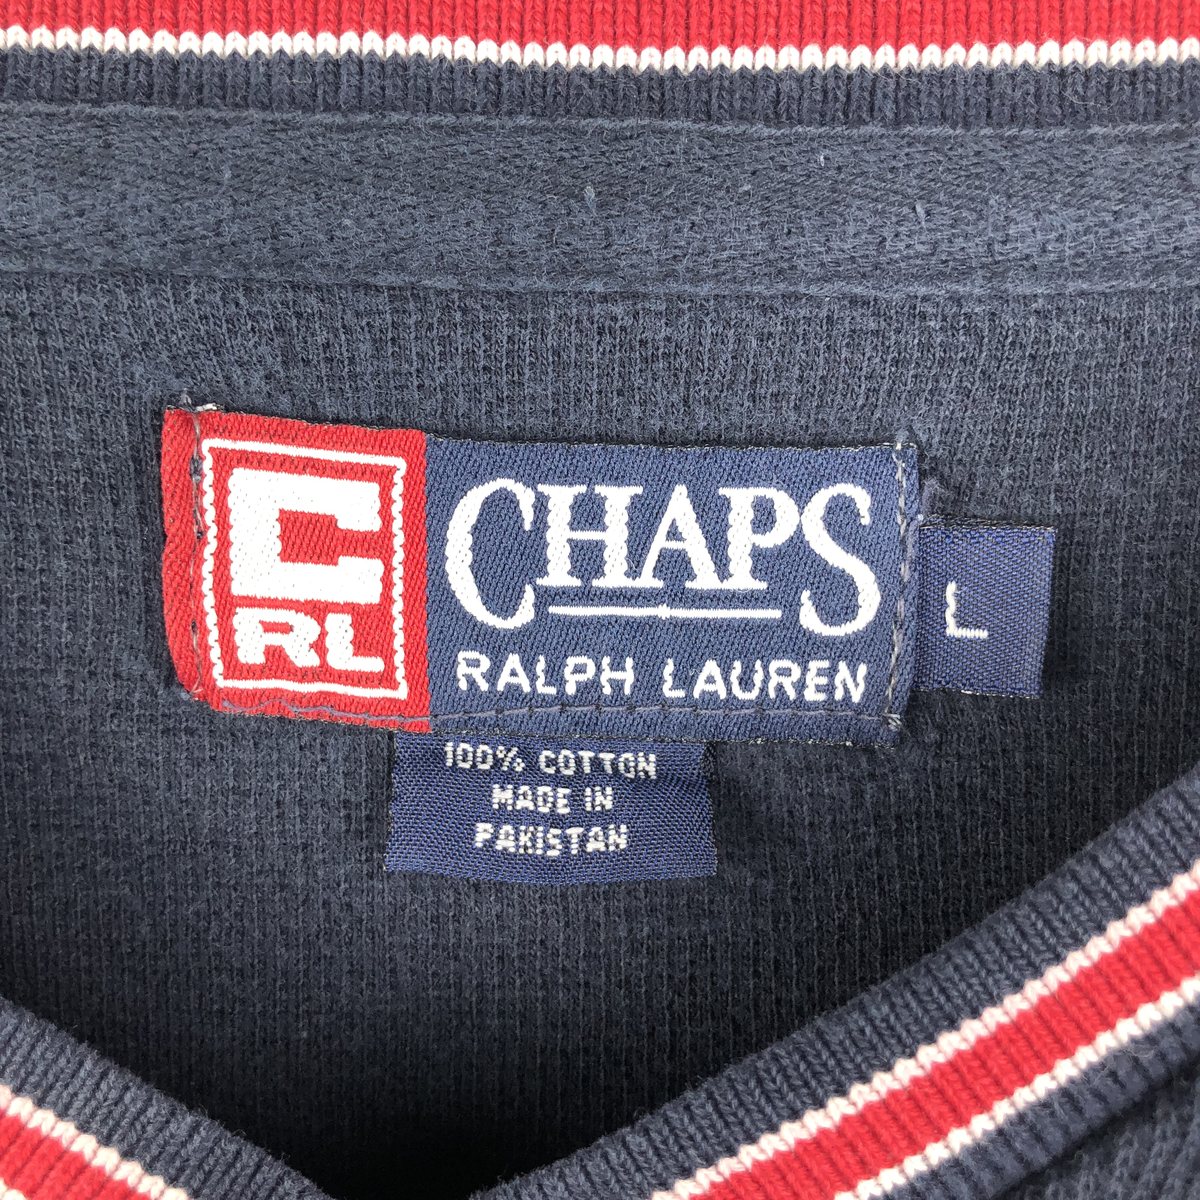 C
RL
CHAPS
RALPH LAUREN
L
100% COTTON
MADE IN
PAKISTAN